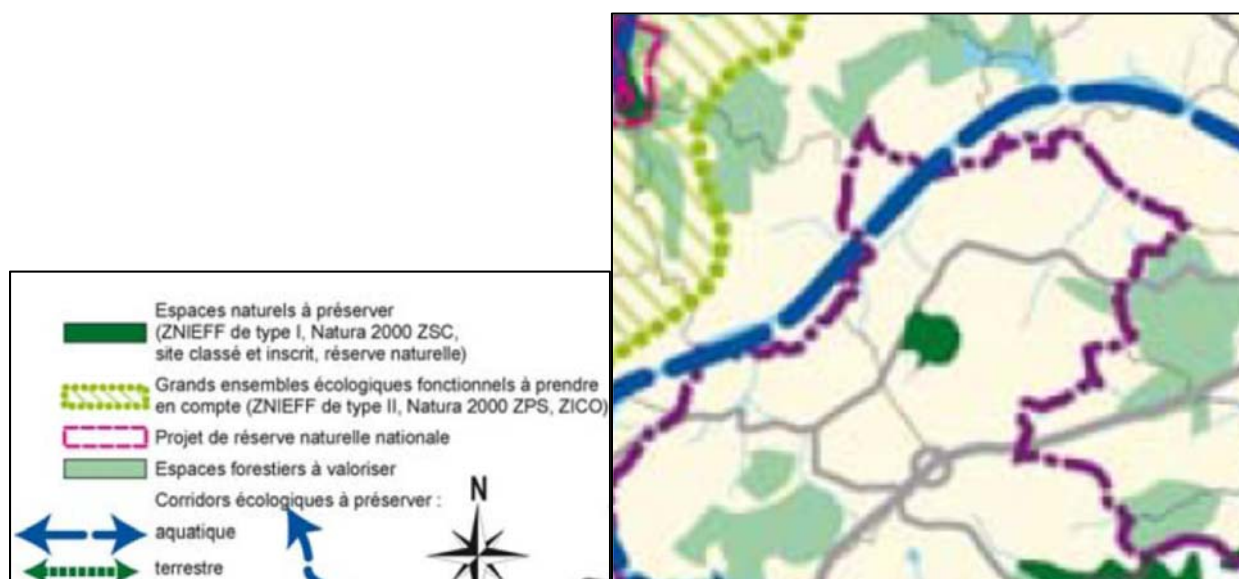 Espaces naturels à préserver
(ZNIEFF de type I, Natura 2000 ZSC,
site classé et inscrit, réserve naturelle)
Grands ensembles écologiques fonctionnels à prendre
en compte (ZNIEFF de type II, Natura 2000 ZPS, ZICO)
Projet de réserve naturelle nationale
Espaces forestiers à valoriser
Corridors écologiques à préserver :
N
aquatique
terrestre